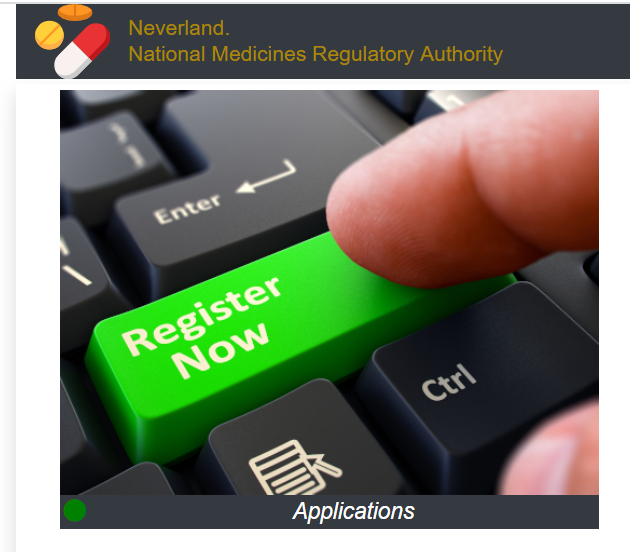 Neverland.
National Medicines Regulatory Authority
Enter
Register
Now
Ctrl
Applications